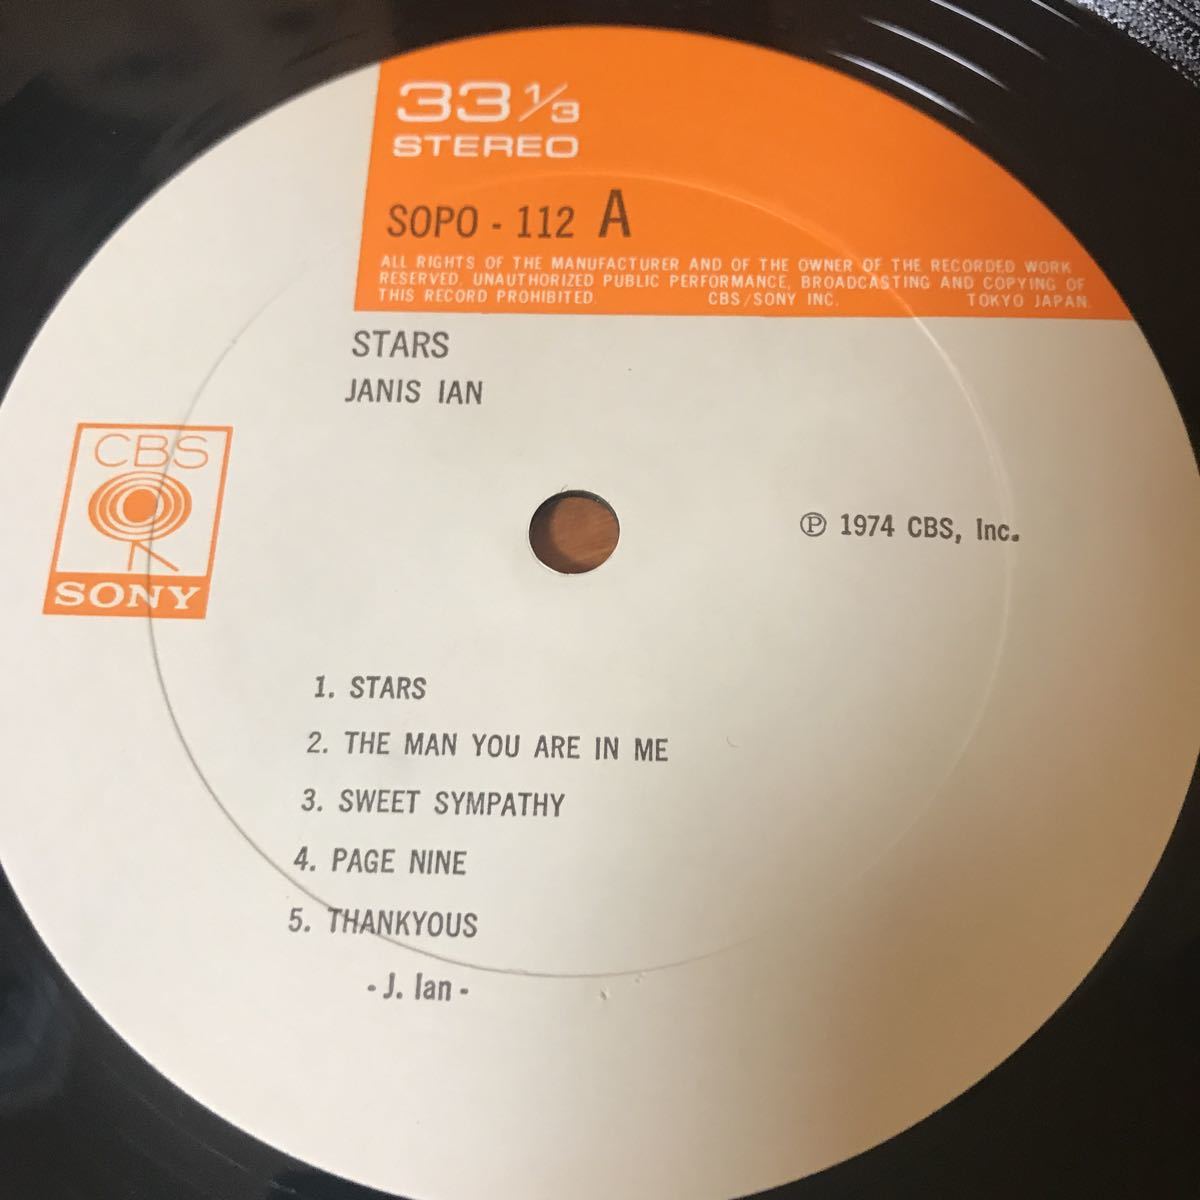 33 1/3
STEREO
SOPO - 112 A
ALL RIGHTS OF THE MANUFACTURER AND OF THE OWNER OF THE RECORDED WORK
RESERVED. UNAUTHORIZED PUBLIC PERFORMANCE, BROADCASTING AND COPYING OF
THIS RECORD PROHIBITED. CBS/SONY INC. TOKYO JAPAN.
STARS
JANIS IAN
CBS
SONY
℗ 1974 CBS, Inc.
1. STARS
2. THE MAN YOU ARE IN ME
3. SWEET SYMPATHY
4. PAGE NINE
5. THANKYOUS
- J. Ian -